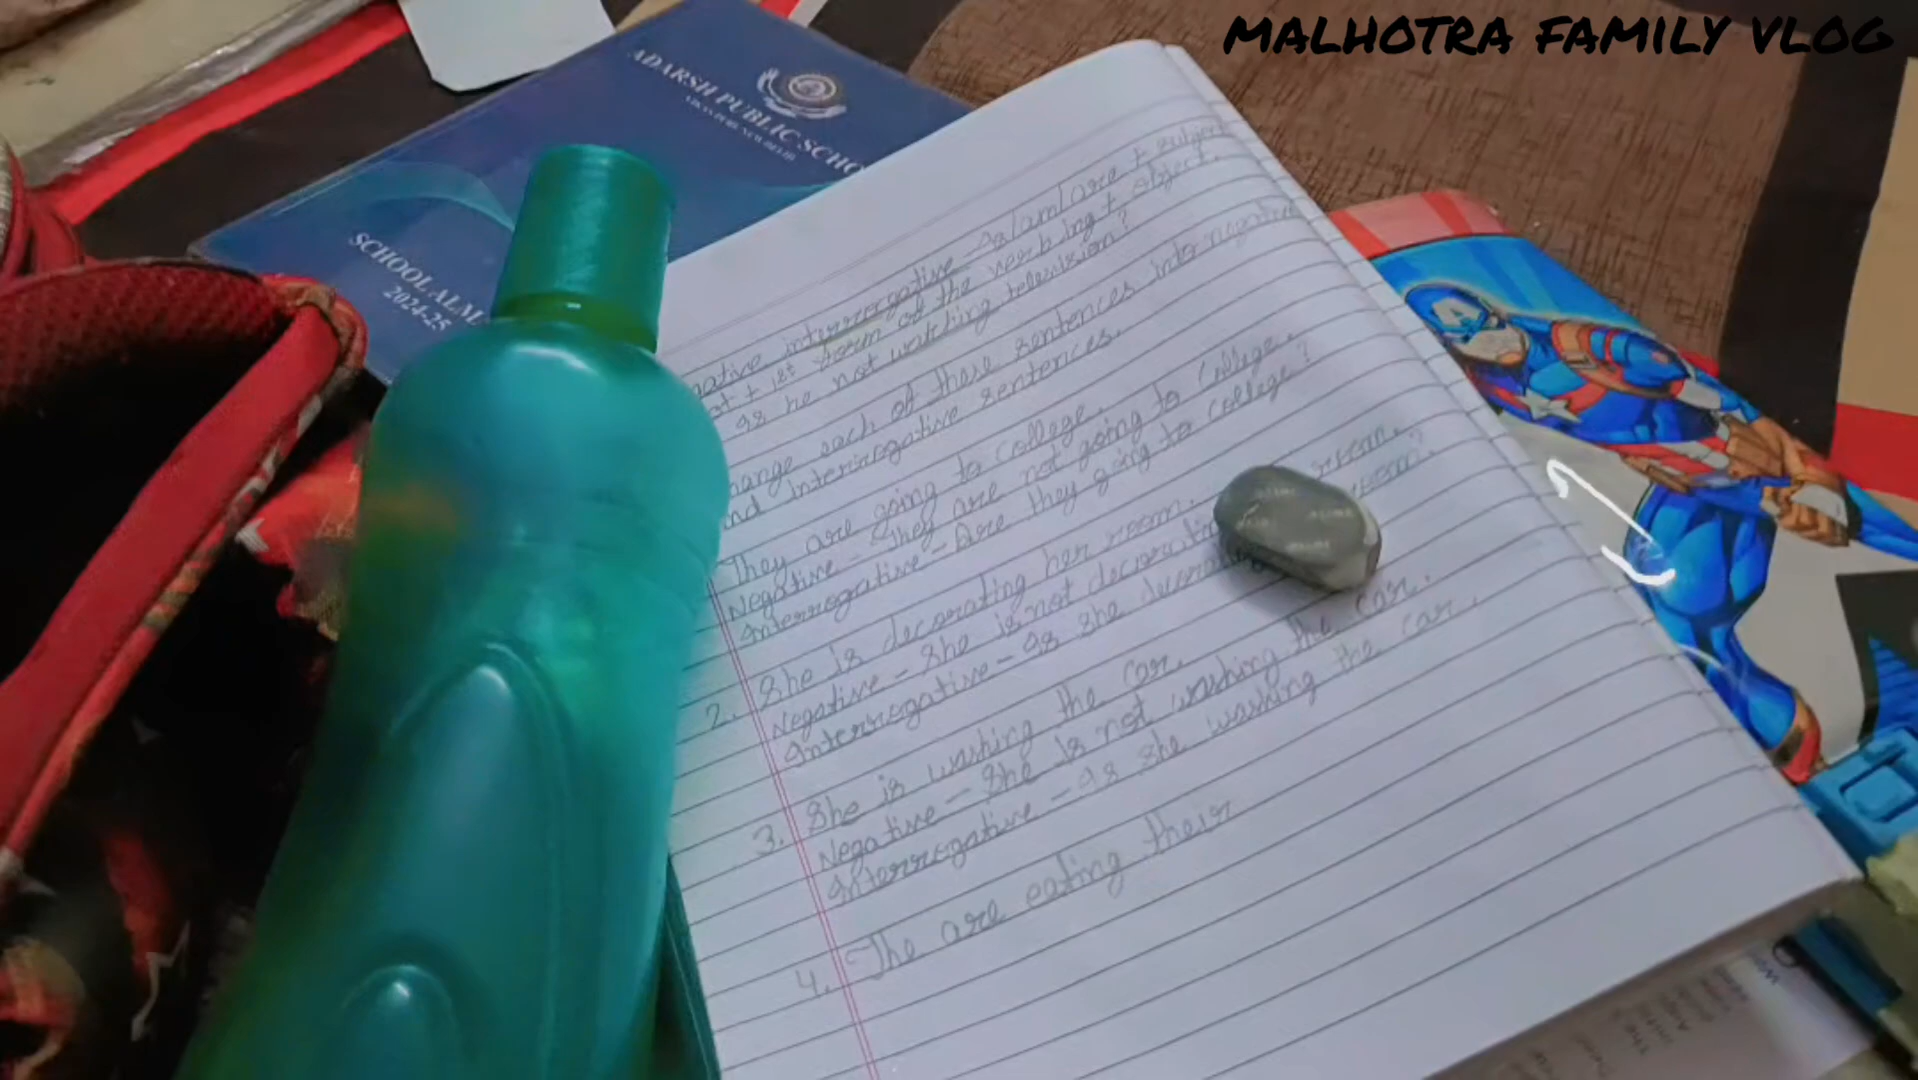 MALHOTRA FAMILY VLOG
ADARSH PUBLIC SCHO
SCHOOL ALM
2024-25
native interrogative - Is/am/are + subject
ot + 1st form of the verb ing + object.
Is he not watching television?
hange each of these sentences into negative
nd interrogative sentences.
They are going to college.
Negative - They are not going to college.
Interrogative - Are they going to college?
2. She is decorating her room.
Negative - She is not decorating room.
Interrogative - Is she decorating room?
3. She is washing the car.
Negative - She is not washing the car.
Interrogative - Is she washing the car.
4. The are eating their